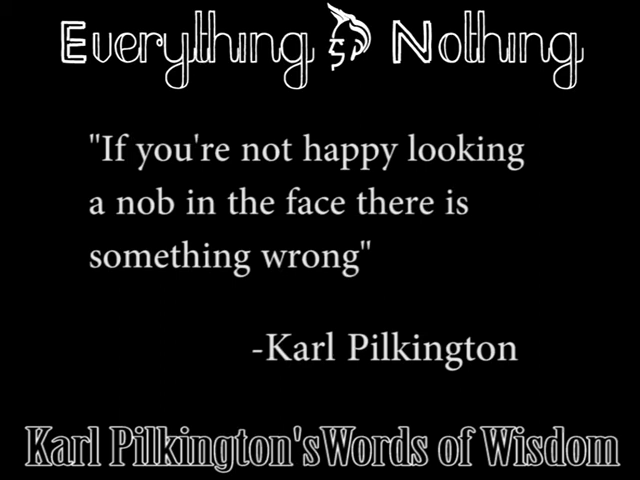 Everything & Nothing
"If you're not happy looking
a nob in the face there is
something wrong"
-Karl Pilkington
Karl Pilkington'sWords of Wisdom